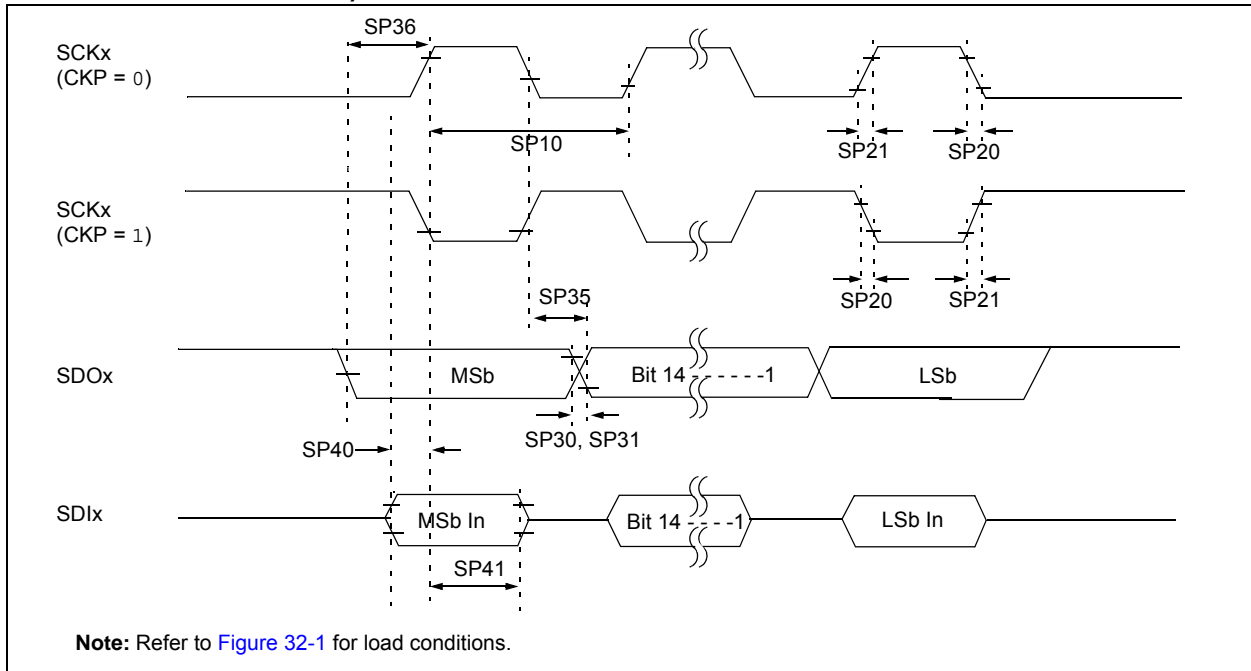 SP36
SCKx
(CKP = 0)
SP10
SP21
SP20
SCKx
(CKP = 1)
SP35
SP20
SP21
SDOx
MSb
Bit 14 - - - - - -1
LSb
SP40
SP30, SP31
SDIx
MSb In
Bit 14 - - - -1
LSb In
SP41
Note: Refer to Figure 32-1 for load conditions.